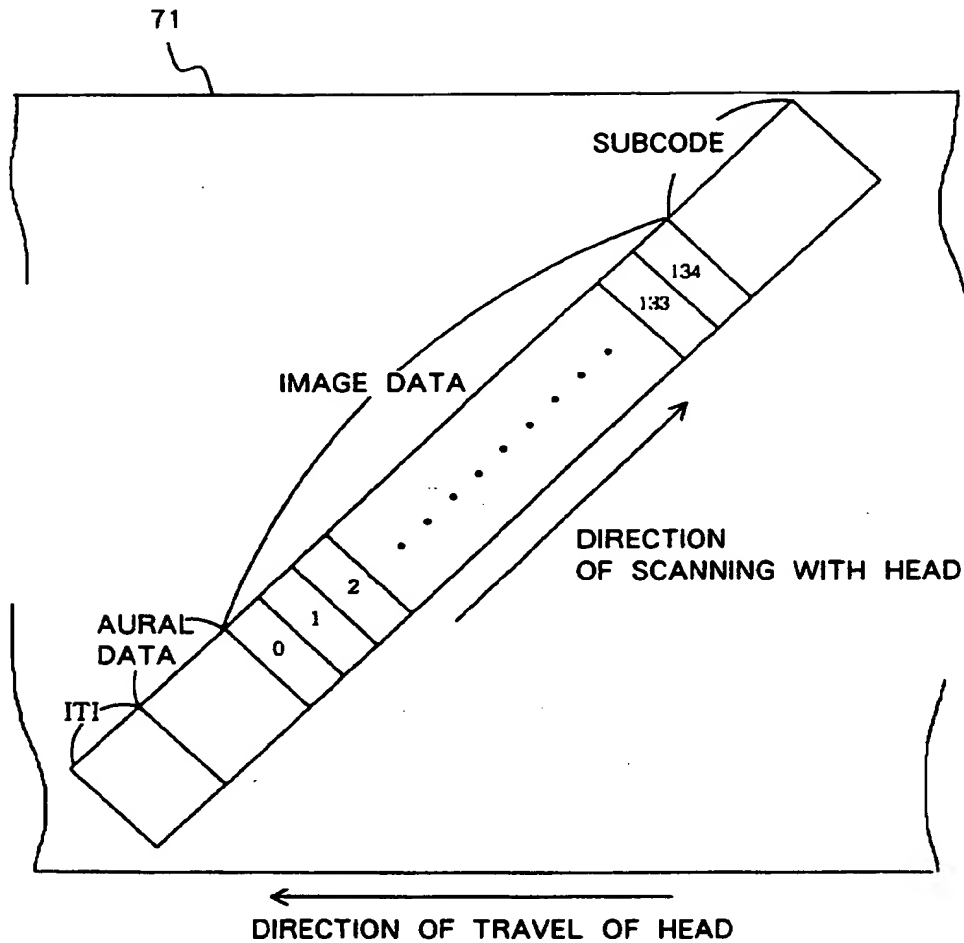 71
SUBCODE
134
133
IMAGE DATA
DIRECTION
OF SCANNING WITH HEAD
2
1
0
AURAL
DATA
ITI
DIRECTION OF TRAVEL OF HEAD